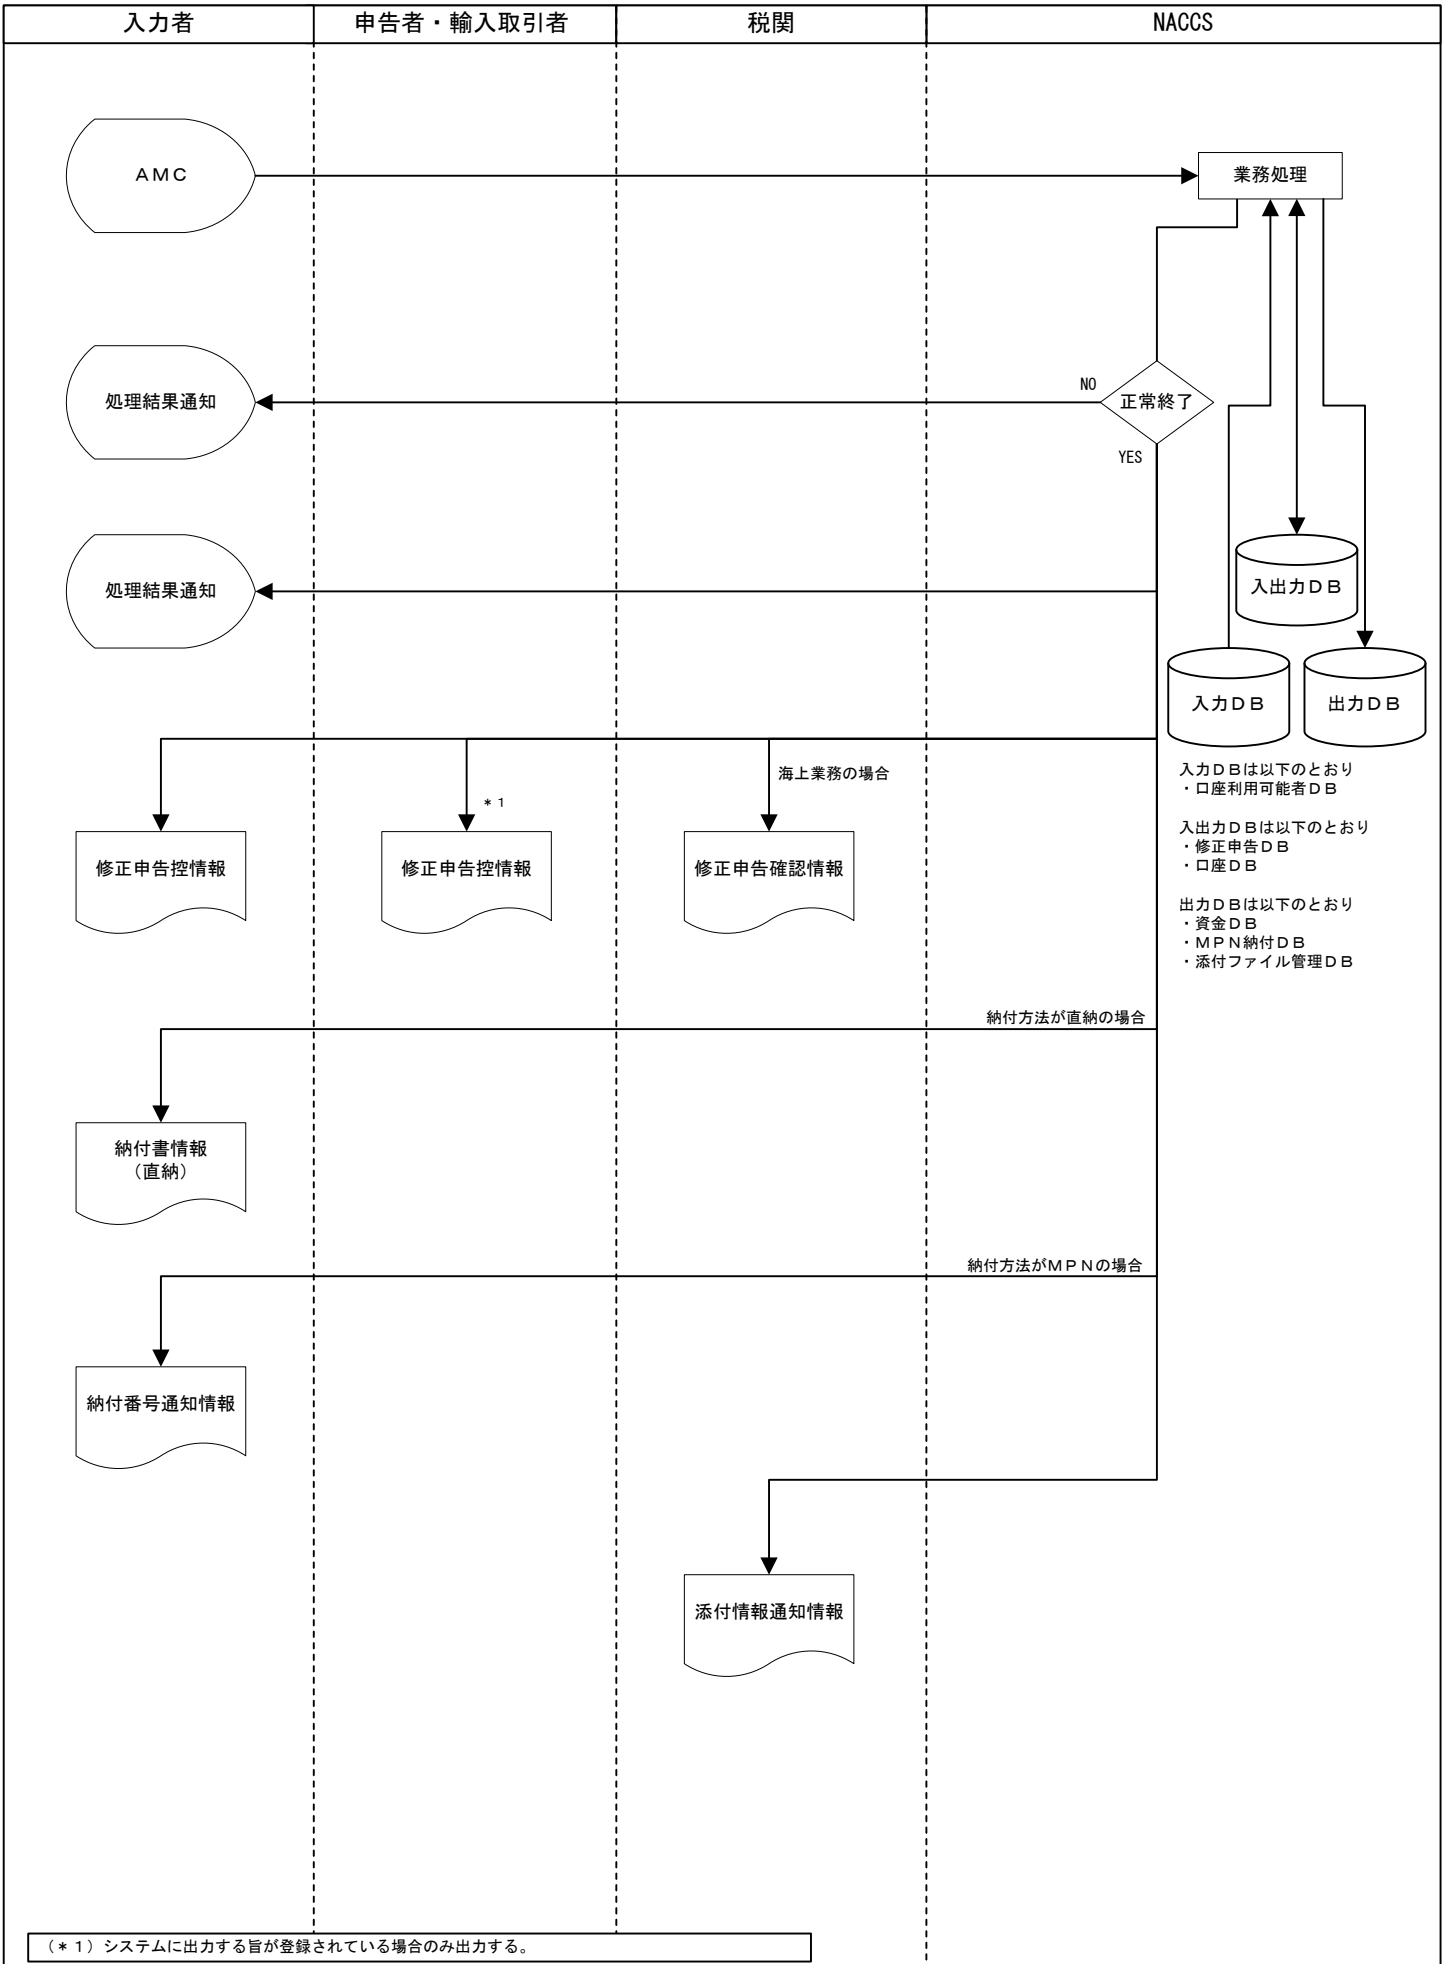 入力者
申告者・輸入取引者
税関
NACCS
ＡＭＣ
業務処理
処理結果通知
NO
正常終了
YES
処理結果通知
入出力ＤＢ
入力ＤＢ
出力ＤＢ
海上業務の場合
＊１
修正申告控情報
修正申告控情報
修正申告確認情報
入力ＤＢは以下のとおり
・口座利用可能者ＤＢ
入出力ＤＢは以下のとおり
・修正申告ＤＢ
・口座ＤＢ
出力ＤＢは以下のとおり
・資金ＤＢ
・ＭＰＮ納付ＤＢ
・添付ファイル管理ＤＢ
納付方法が直納の場合
納付書情報
（直納）
納付方法がＭＰＮの場合
納付番号通知情報
添付情報通知情報
（＊１）システムに出力する旨が登録されている場合のみ出力する。